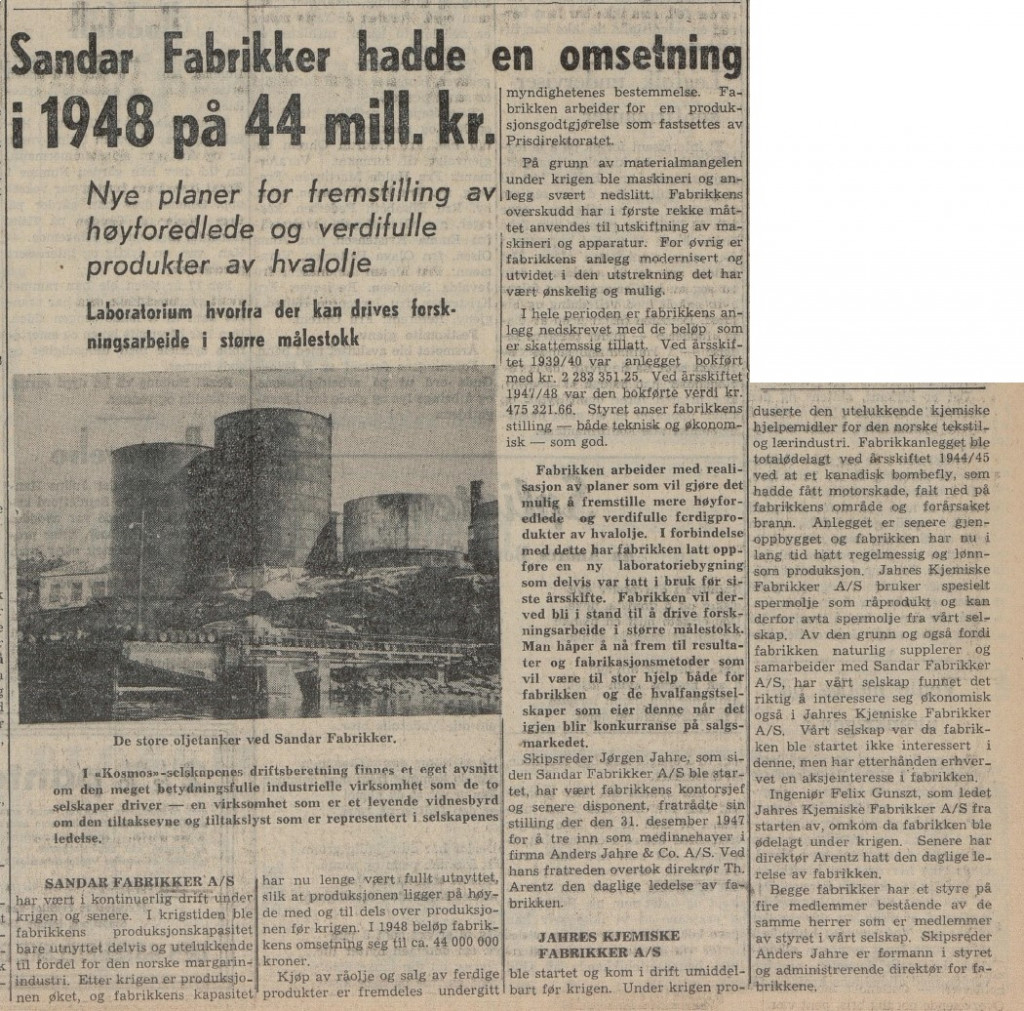 Sandar Fabrikker hadde en omsetning
i 1948 på 44 mill. kr.
Nye planer for fremstilling av
høyforedlede og verdifulle
produkter av hvalolje
Laboratorium hvorfra der kan drives forsk-
ningsarbeide i større målestokk
De store oljetanker ved Sandar Fabrikker.
I «Kosmos»-selskapenes driftsberetning finnes et eget avsnitt
om den meget betydningsfulle industrielle virksomhet som de to
selskaper driver — en virksomhet som er et levende vidnesbyrd
om den tiltaksevne og tiltakslyst som er representert i selskapenes
ledelse.
SANDAR FABRIKKER A/S
har vært i kontinuerlig drift under
krigen og senere. I krigstiden ble
fabrikkens produksjonskapasitet
bare utnyttet delvis og utelukkende
til fordel for den norske margarin-
industri. Etter krigen er produksjo-
nen øket, og fabrikkens kapasitet
har nu lenge vært fullt utnyttet,
slik at produksjonen ligger på høy-
de med og til dels over produksjo-
nen før krigen. I 1948 beløp fabrik-
kens omsetning seg til ca. 44 000 000
kroner.
Kjøp av råolje og salg av ferdige
produkter er fremdeles undergitt
myndighetenes bestemmelse. Fa-
brikken arbeider for en produk-
sjonsgodtgjørelse som fastsettes av
Prisdirektoratet.
På grunn av materialmangelen
under krigen ble maskineri og an-
legg svært nedslitt. Fabrikkens
overskudd har i første rekke måt-
tet anvendes til utskiftning av ma-
skineri og apparatur. For øvrig er
fabrikkens anlegg modernisert og
utvidet i den utstrekning det har
vært ønskelig og mulig.
I hele perioden er fabrikkens an-
legg nedskrevet med de beløp som
er skattemssig tillatt. Ved årsskif-
tet 1939/40 var anlegget bokført
med kr. 2 283 351.25. Ved årsskiftet
1947/48 var den bokførte verdi kr.
475 321.66. Styret anser fabrikkens
stilling — både teknisk og økonom-
isk — som god.
Fabrikken arbeider med reali-
sasjon av planer som vil gjøre det
mulig å fremstille mere høyfor-
edlede og verdifulle ferdigpro-
dukter av hvalolje. I forbindelse
med dette har fabrikken latt opp-
føre en ny laboratoriebygning
som delvis var tatt i bruk før si-
ste årsskifte. Fabrikken vil der-
ved bli i stand til å drive forsk-
ningsarbeide i større målestokk.
Man håper å nå frem til resulta-
ter og fabrikasjonsmetoder som
vil være til stor hjelp både for
fabrikken og de hvalfangstsel-
skaper som eier denne når det
igjen blir konkurranse på salgs-
markedet.
Skipsreder Jørgen Jahre, som si-
den Sandar Fabrikker A/S ble star-
tet, har vært fabrikkens kontorsjef
og senere disponent, fratrådte sin
stilling der den 31. desember 1947
for å tre inn som medinnehaver i
firma Anders Jahre & Co. A/S. Ved
hans fratreden overtok direkrør Th.
Arentz den daglige ledelse av fa-
brikken.
JAHRES KJEMISKE
FABRIKKER A/S
ble startet og kom i drift umiddel-
bart før krigen. Under krigen pro-
duserte den utelukkende kjemiske
hjelpemidler for den norske tekstil-
og lærindustri. Fabrikkanlegget ble
totalødelagt ved årsskiftet 1944/45
ved at et kanadisk bombefly, som
hadde fått motorskade, falt ned på
fabrikkens område og forårsaket
brann. Anlegget er senere gjen-
oppbygget og fabrikken har nu i
lang tid hatt regelmessig og lønn-
som produksjon. Jahres Kjemiske
Fabrikker A/S bruker spesielt
spermolje som råprodukt og kan
derfor avta spermolje fra vårt sel-
skap. Av den grunn og også fordi
fabrikken naturlig supplerer og
samarbeider med Sandar Fabrikker
A/S, har vårt selskap funnet det
riktig å interessere seg økonomisk
også i Jahres Kjemiske Fabrikker
A/S. Vårt selskap var da fabrik-
ken ble startet ikke interessert i
denne, men har etterhånden erhver-
vet en aksjeinteresse i fabrikken.
Ingeniør Felix Gunszt, som ledet
Jahres Kjemiske Fabrikker A/S fra
starten av, omkom da fabrikken ble
ødelagt under krigen. Senere har
direktør Arentz hatt den daglige le-
relse av fabrikken.
Begge fabrikker har et styre på
fire medlemmer bestående av de
samme herrer som er medlemmer
av styret i vårt selskap. Skipsreder
Anders Jahre er formann i styret
og administrerende direktør for fa-
brikkene.